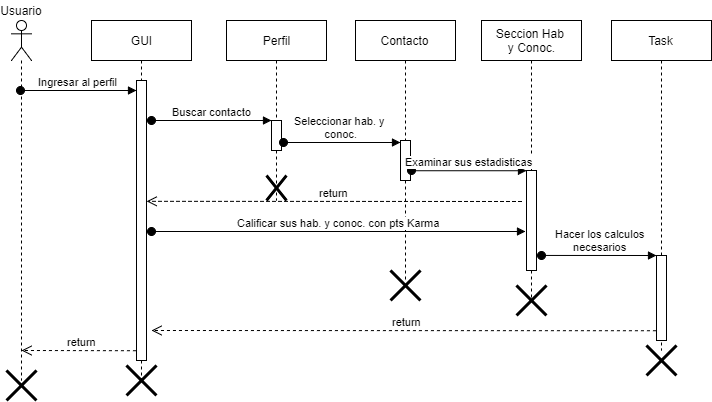 Usuario
GUI
Perfil
Contacto
Seccion Hab
y Conoc.
Task
Ingresar al perfil
Buscar contacto
Seleccionar hab. y
conoc.
Examinar sus estadisticas
return
Calificar sus hab. y conoc. con pts Karma
Hacer los calculos
necesarios
return
return